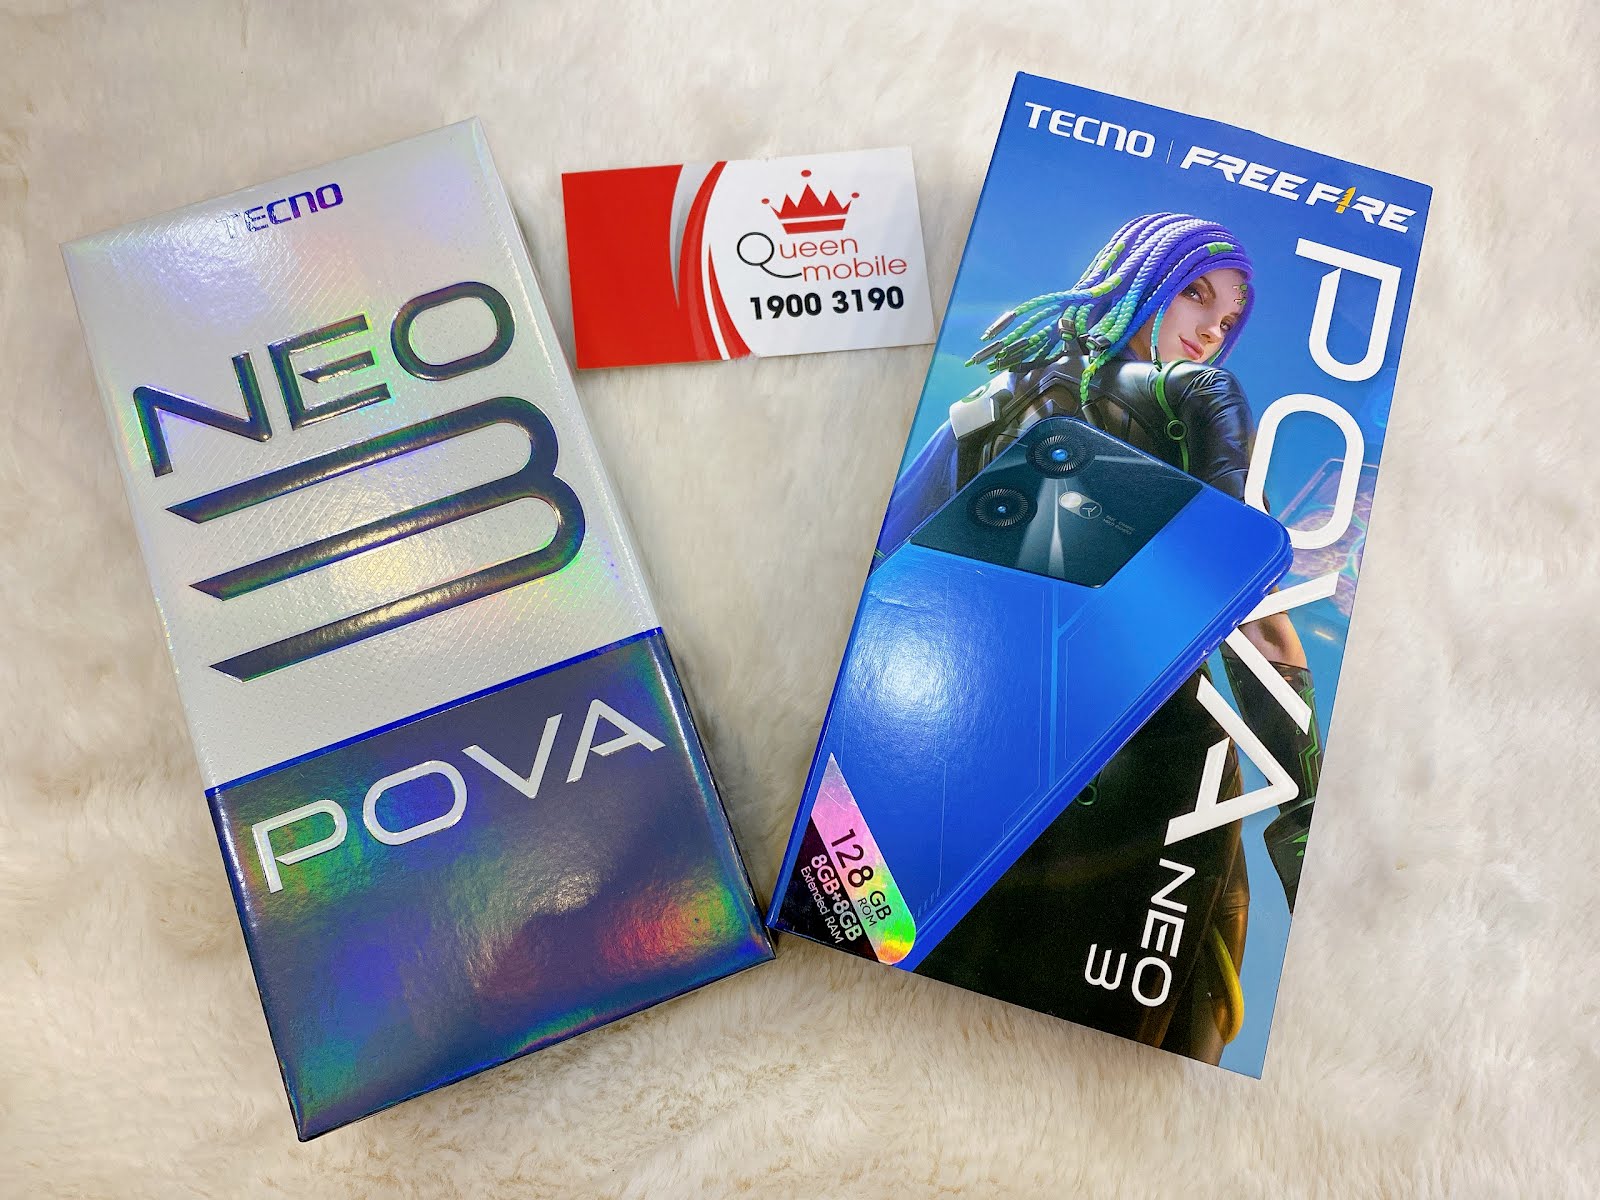 TECNO
NEO
3
POVA
Queen
mobile
1900 3190
TECNO | FREE FIRE
POVA NEO 3
128 GB
ROM
8GB+8GB
Extended RAM